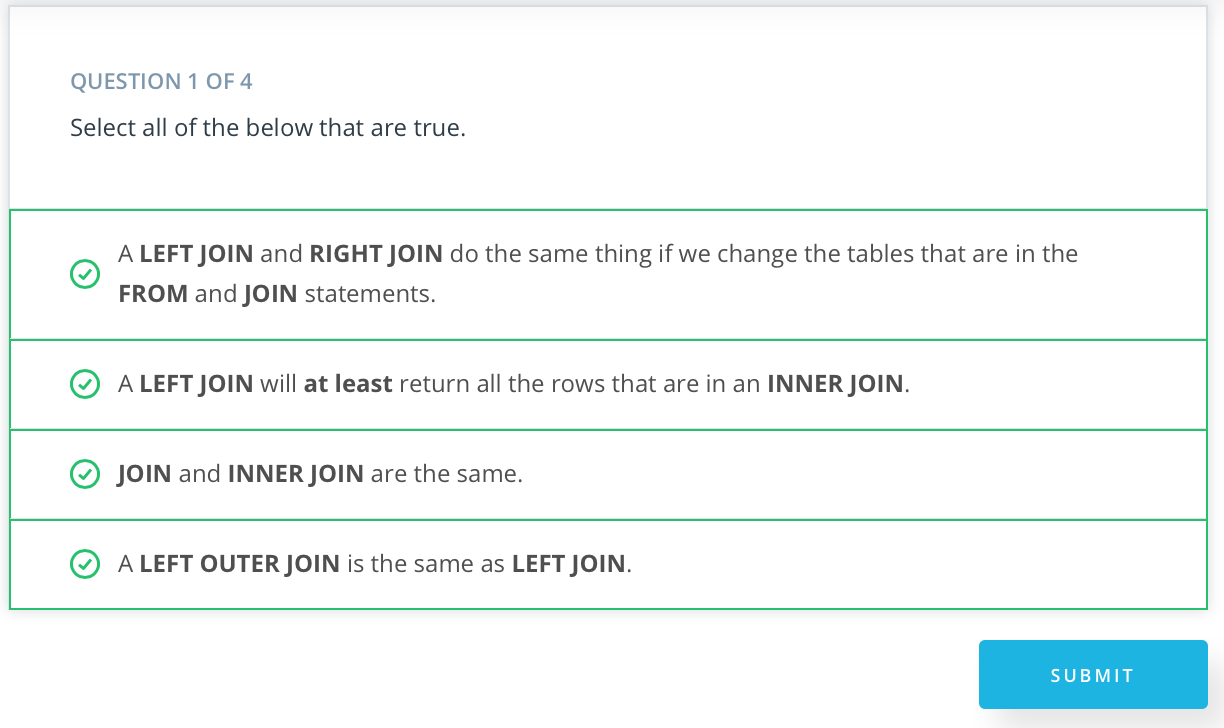 QUESTION 1 OF 4
Select all of the below that are true.
A LEFT JOIN and RIGHT JOIN do the same thing if we change the tables that are in the
FROM and JOIN statements.
A LEFT JOIN will at least return all the rows that are in an INNER JOIN.
JOIN and INNER JOIN are the same.
A LEFT OUTER JOIN is the same as LEFT JOIN.
SUBMIT